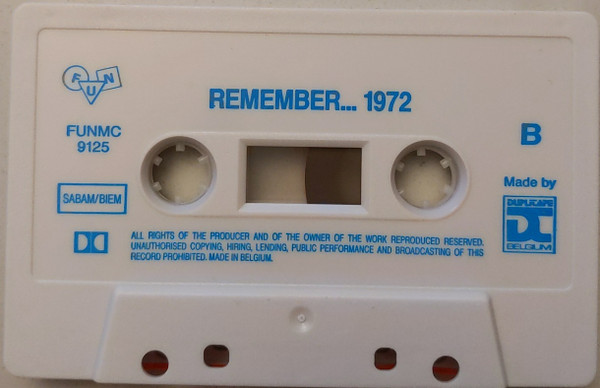 FUN
REMEMBER... 1972
FUNMC
9125
B
SABAM/BIEM
Made by
DUPLITAPE
BELGIUM
ALL RIGHTS OF THE PRODUCER AND OF THE OWNER OF THE WORK REPRODUCED RESERVED.
UNAUTHORISED COPYING, HIRING, LENDING, PUBLIC PERFORMANCE AND BROADCASTING OF THIS
RECORD PROHIBITED. MADE IN BELGIUM.